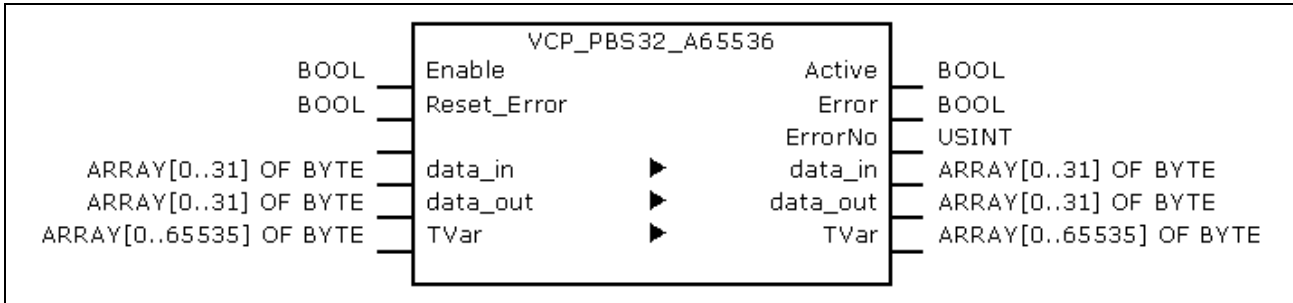 VCP_PBS32_A65536
BOOL Enable Active BOOL
BOOL Reset_Error Error BOOL
ErrorNo USINT
ARRAY[0..31] OF BYTE data_in data_in ARRAY[0..31] OF BYTE
ARRAY[0..31] OF BYTE data_out data_out ARRAY[0..31] OF BYTE
ARRAY[0..65535] OF BYTE TVar TVar ARRAY[0..65535] OF BYTE